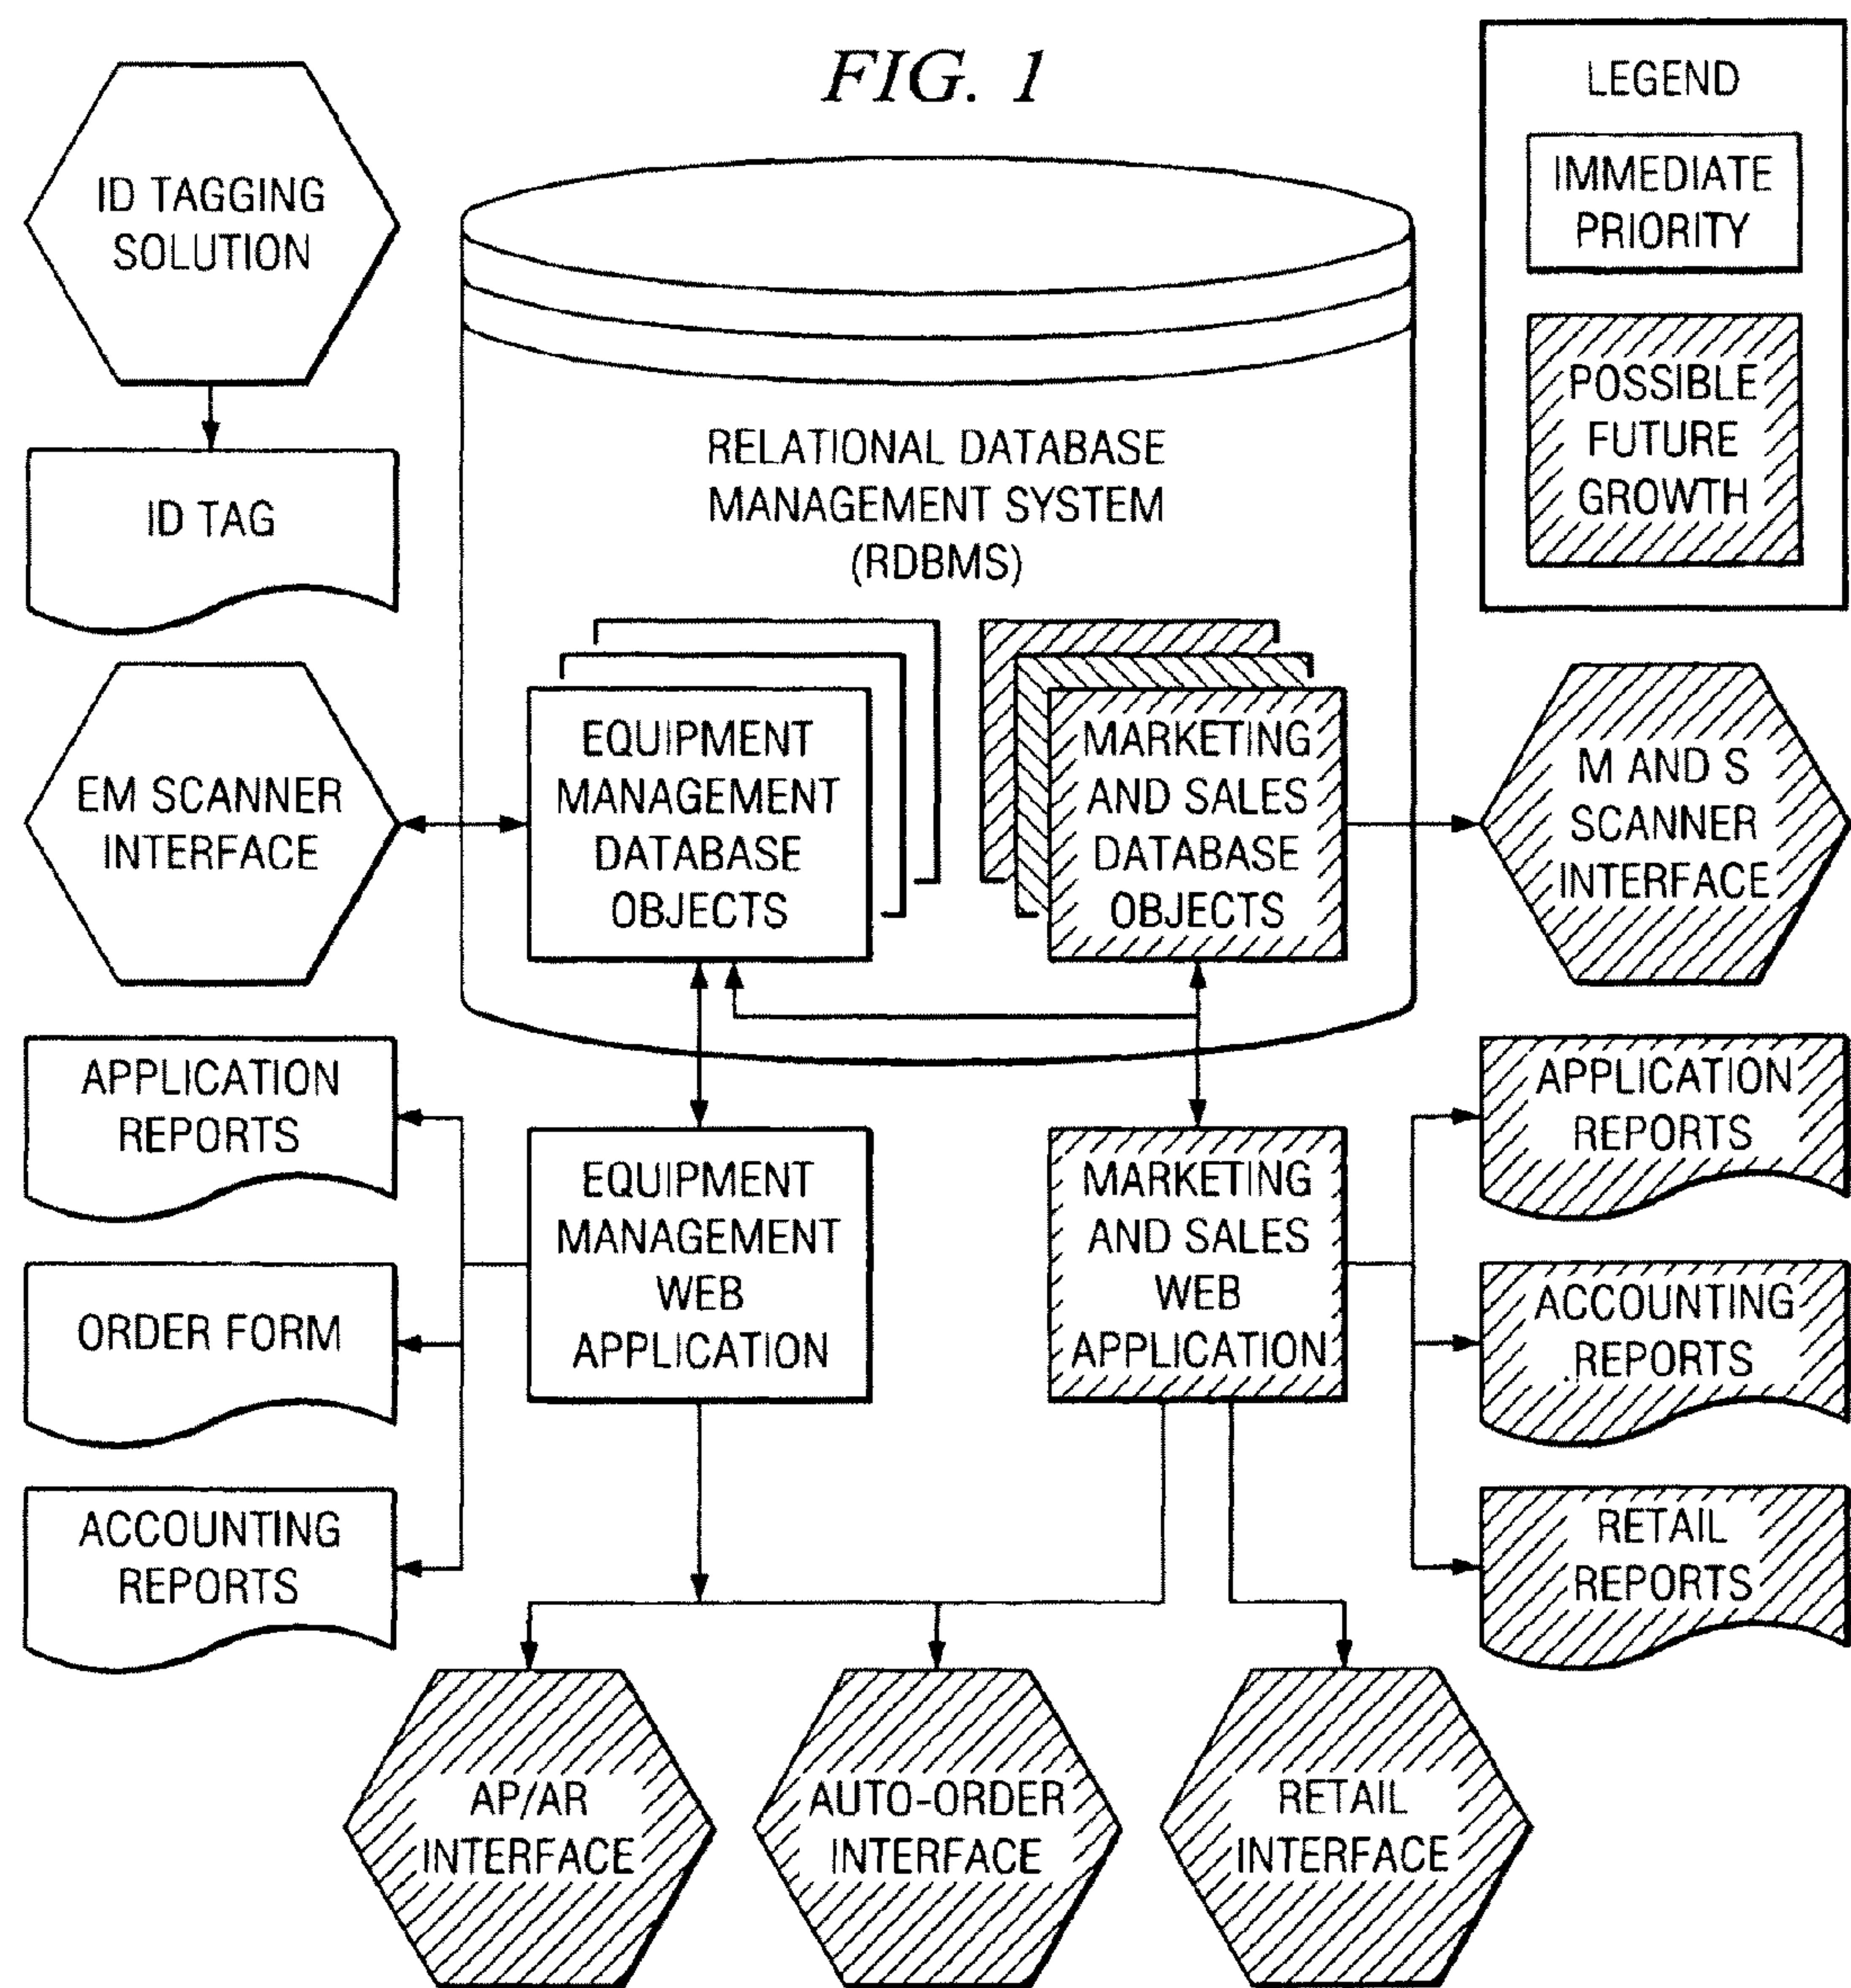 FIG. 1
LEGEND
IMMEDIATE
PRIORITY
POSSIBLE
FUTURE
GROWTH
ID TAGGING
SOLUTION
ID TAG
RELATIONAL DATABASE
MANAGEMENT SYSTEM
(RDBMS)
EM SCANNER
INTERFACE
EQUIPMENT
MANAGEMENT
DATABASE
OBJECTS
MARKETING
AND SALES
DATABASE
OBJECTS
M AND S
SCANNER
INTERFACE
APPLICATION
REPORTS
ORDER FORM
ACCOUNTING
REPORTS
EQUIPMENT
MANAGEMENT
WEB
APPLICATION
MARKETING
AND SALES
WEB
APPLICATION
APPLICATION
REPORTS
ACCOUNTING
REPORTS
RETAIL
REPORTS
AP/AR
INTERFACE
AUTO-ORDER
INTERFACE
RETAIL
INTERFACE